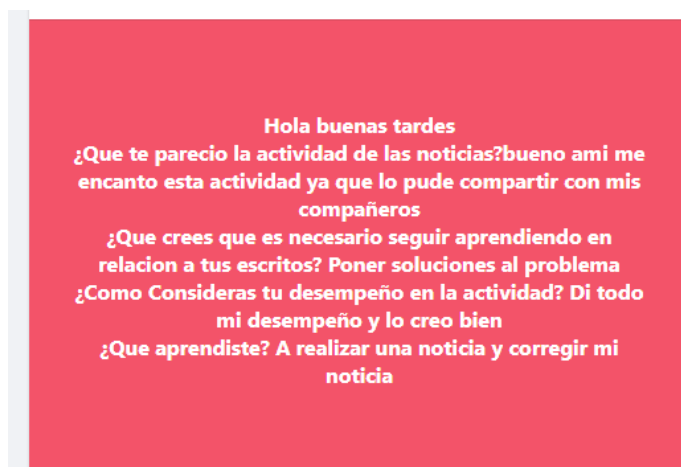 Hola buenas tardes
¿Que te parecio la actividad de las noticias?bueno ami me
encanto esta actividad ya que lo pude compartir con mis
compañeros
¿Que crees que es necesario seguir aprendiendo en
relacion a tus escritos? Poner soluciones al problema
¿Como Consideras tu desempeño en la actividad? Di todo
mi desempeño y lo creo bien
¿Que aprendiste? A realizar una noticia y corregir mi
noticia